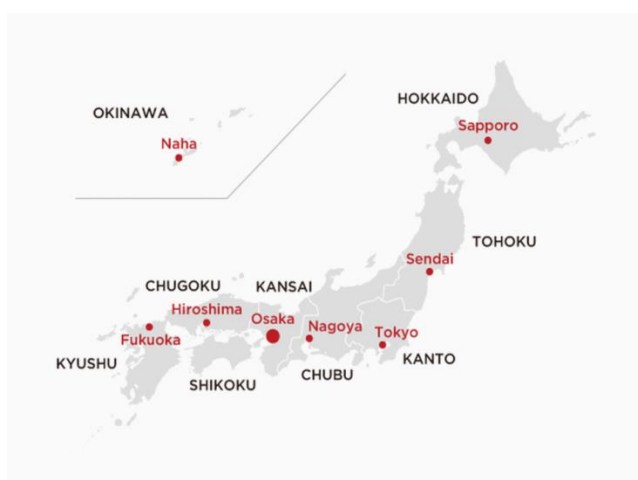 HOKKAIDO
OKINAWA
Sapporo
Naha
TOHOKU
Sendai
CHUGOKU
KANSAI
Hiroshima
Osaka
Nagoya
Tokyo
Fukuoka
KANTO
KYUSHU
CHUBU
SHIKOKU